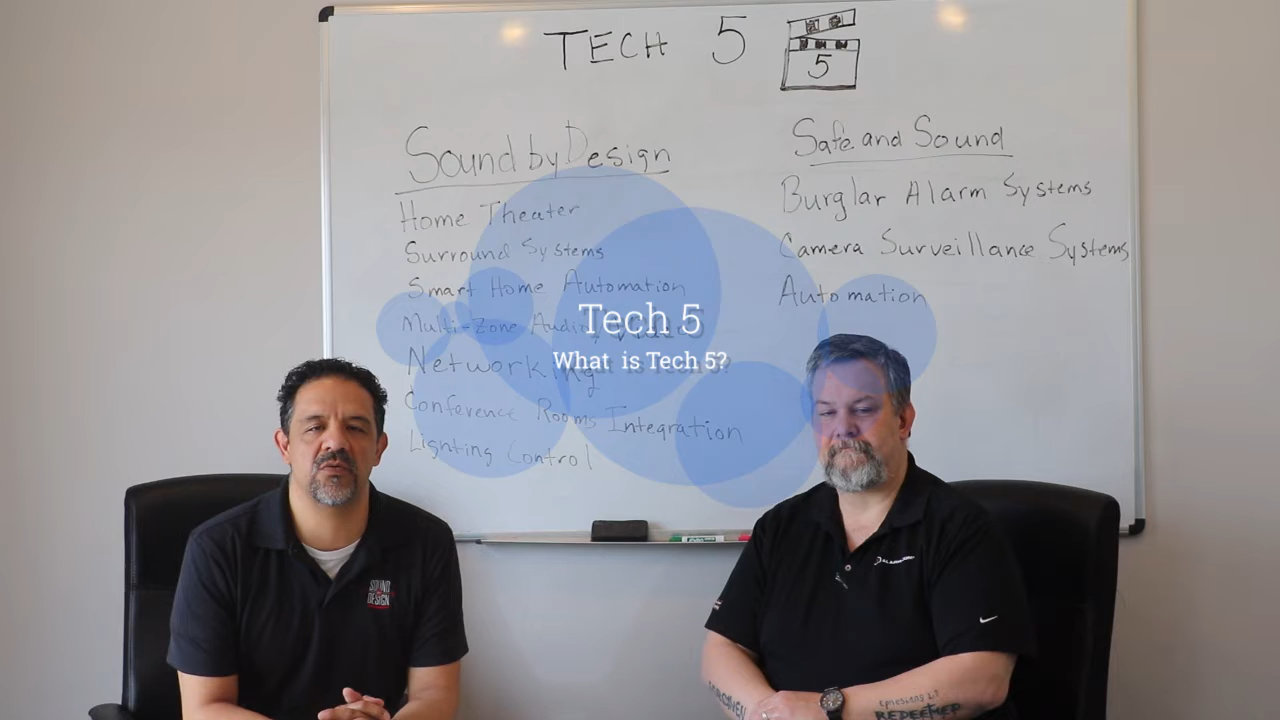 TECH 5
5
Sound by Design
Home Theater
Surround Systems
Smart Home Automation
Multi-Zone Audio/Video
Networking
Conference Rooms Integration
Lighting Control
Safe and Sound
Burglar Alarm Systems
Camera Surveillance Systems
Automation
Tech 5
What is Tech 5?
SOUND
DESIGN
Ephesians
REDEEMED